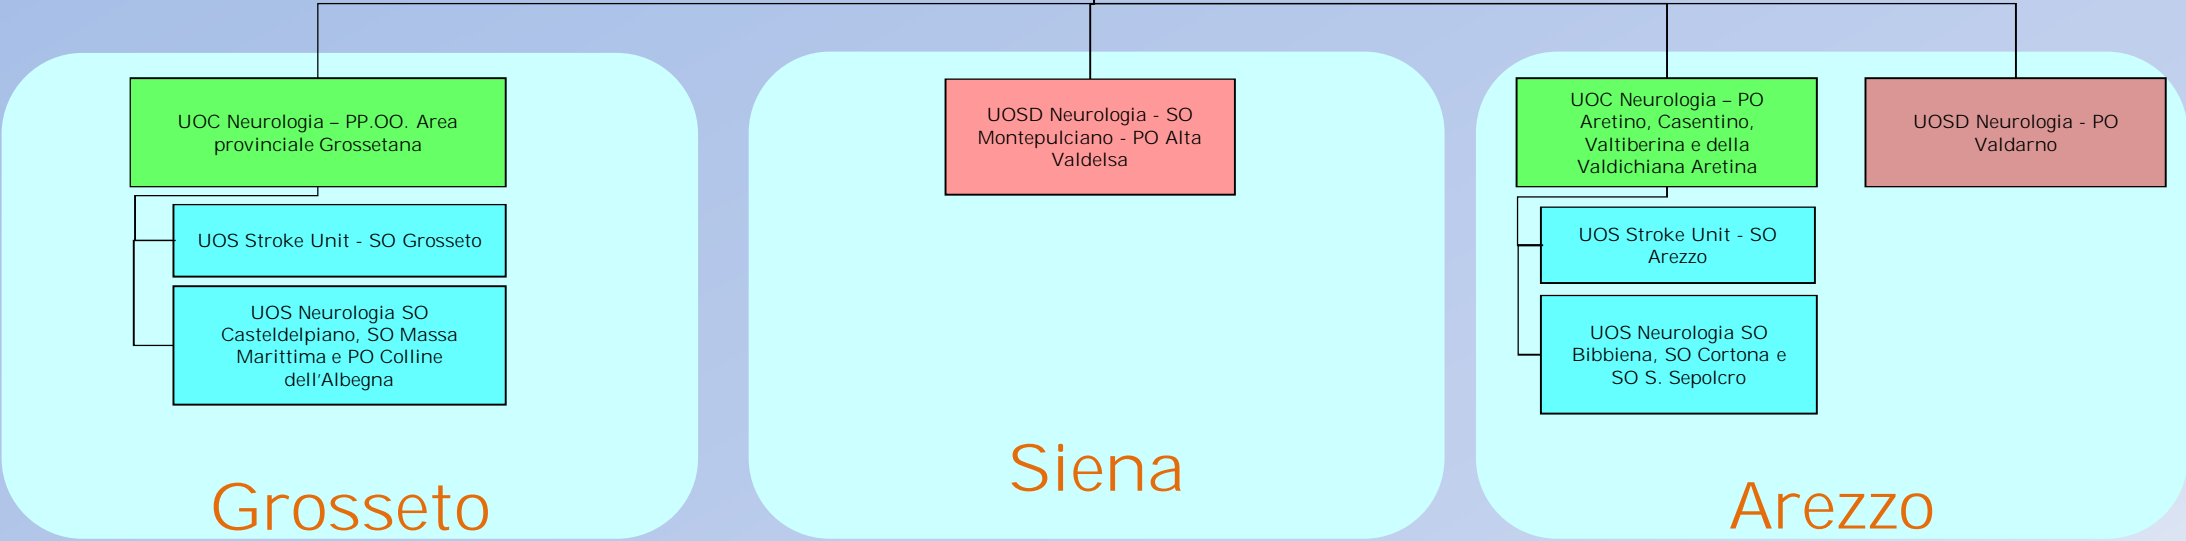 UOC Neurologia – PP.OO. Area
provinciale Grossetana
UOS Stroke Unit - SO Grosseto
UOS Neurologia SO
Casteldelpiano, SO Massa
Marittima e PO Colline
dell’Albegna
Grosseto
UOSD Neurologia - SO
Montepulciano - PO Alta
Valdelsa
Siena
UOC Neurologia – PO
Aretino, Casentino,
Valtiberina e della
Valdichiana Aretina
UOS Stroke Unit - SO
Arezzo
UOS Neurologia SO
Bibbiena, SO Cortona e
SO S. Sepolcro
UOSD Neurologia - PO
Valdarno
Arezzo